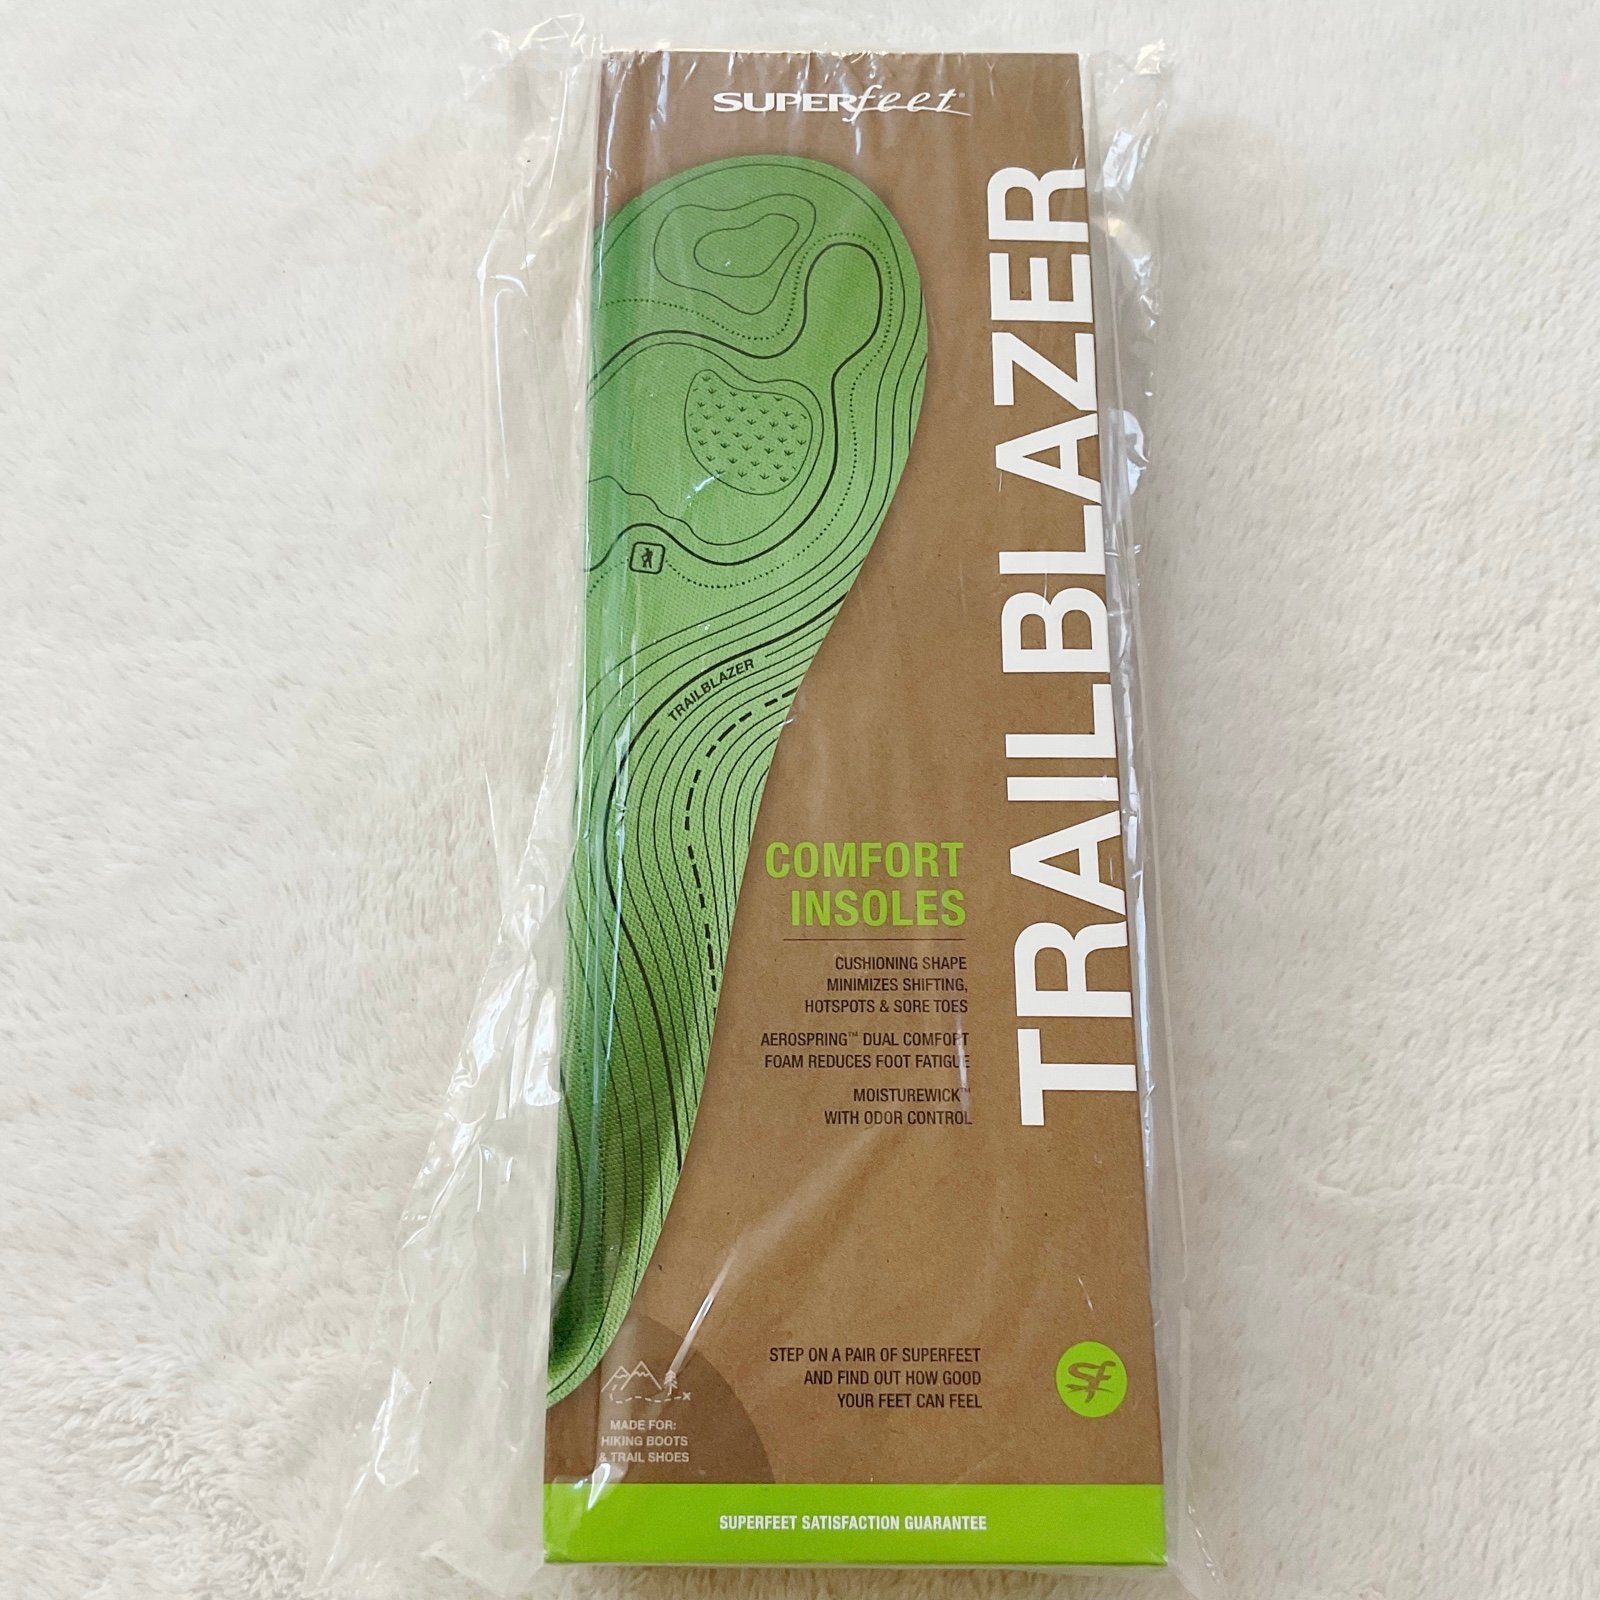 SUPERfeet®
TRAILBLAZER
TRAILBLAZER
COMFORT
INSOLES
CUSHIONING SHAPE
MINIMIZES SHIFTING,
HOTSPOTS & SORE TOES
AEROSPRING™ DUAL COMFORT
FOAM REDUCES FOOT FATIGUE
MOISTUREWICK™
WITH ODOR CONTROL
STEP ON A PAIR OF SUPERFEET
AND FIND OUT HOW GOOD
YOUR FEET CAN FEEL
SF
MADE FOR:
HIKING BOOTS
& TRAIL SHOES
SUPERFEET SATISFACTION GUARANTEE